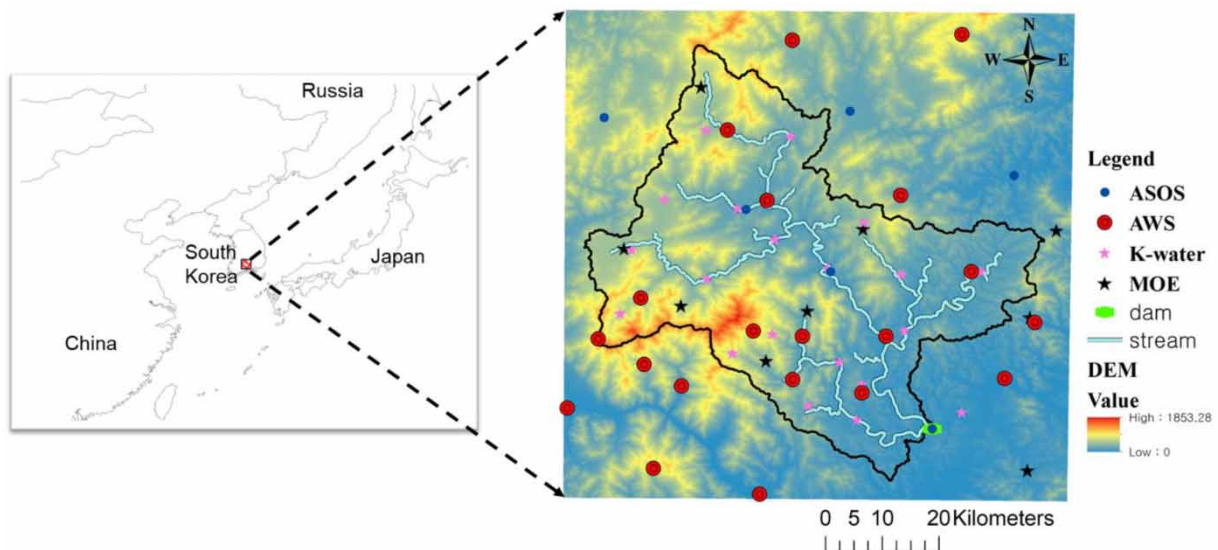 Russia
South
Korea
Japan
China
N
W E
S
Legend
ASOS
AWS
K-water
MOE
dam
stream
DEM
Value
High : 1853.28
Low : 0
0 5 10 20 Kilometers